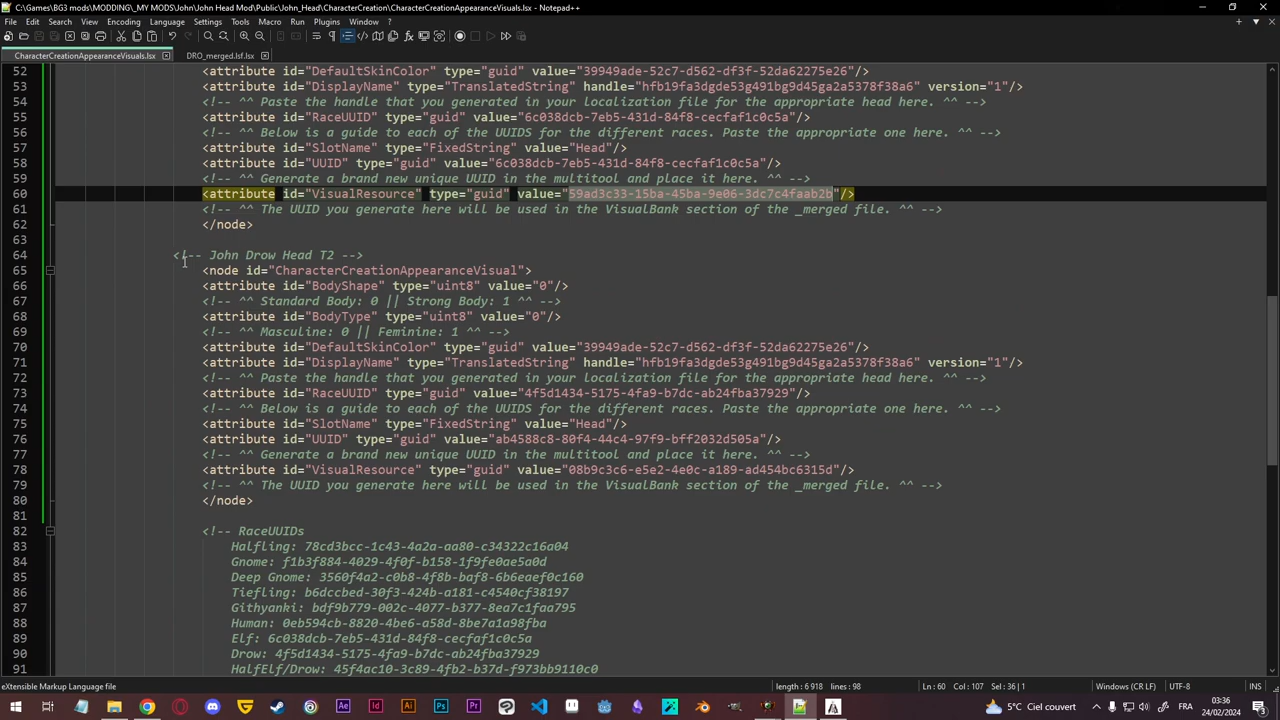 C:\Games\BG3 mods\MODDING\_MY MODS\John\John Head Mod\Public\John_Head\CharacterCreation\CharacterCreationAppearanceVisuals.lsx - Notepad++
File Edit Search View Encoding Language Settings Tools Macro Run Plugins Window ?
CharacterCreationAppearanceVisuals.lsx DRO_merged.lsf.lsx
52 <attribute id="DefaultSkinColor" type="guid" value="39949ade-52c7-d562-df3f-52da62275e26"/>
53 <attribute id="DisplayName" type="TranslatedString" handle="hfb19fa3dgde53g491bg9d45ga2a5378f38a6" version="1"/>
54 <!-- ^^ Paste the handle that you generated in your localization file for the appropriate head here. ^^ -->
55 <attribute id="RaceUUID" type="guid" value="6c038dcb-7eb5-431d-84f8-cecfaf1c0c5a"/>
56 <!-- ^^ Below is a guide to each of the UUIDS for the different races. Paste the appropriate one here. ^^ -->
57 <attribute id="SlotName" type="FixedString" value="Head"/>
58 <attribute id="UUID" type="guid" value="6c038dcb-7eb5-431d-84f8-cecfaf1c0c5a"/>
59 <!-- ^^ Generate a brand new unique UUID in the multitool and place it here. ^^ -->
60 <attribute id="VisualResource" type="guid" value="59ad3c33-15ba-45ba-9e06-3dc7c4faab2b"/>
61 <!-- ^^ The UUID you generate here will be used in the VisualBank section of the _merged file. ^^ -->
62 </node>
63
64 <!-- John Drow Head T2 -->
65 <node id="CharacterCreationAppearanceVisual">
66 <attribute id="BodyShape" type="uint8" value="0"/>
67 <!-- ^^ Standard Body: 0 || Strong Body: 1 ^^ -->
68 <attribute id="BodyType" type="uint8" value="0"/>
69 <!-- ^^ Masculine: 0 || Feminine: 1 ^^ -->
70 <attribute id="DefaultSkinColor" type="guid" value="39949ade-52c7-d562-df3f-52da62275e26"/>
71 <attribute id="DisplayName" type="TranslatedString" handle="hfb19fa3dgde53g491bg9d45ga2a5378f38a6" version="1"/>
72 <!-- ^^ Paste the handle that you generated in your localization file for the appropriate head here. ^^ -->
73 <attribute id="RaceUUID" type="guid" value="4f5d1434-5175-4fa9-b7dc-ab24fba37929"/>
74 <!-- ^^ Below is a guide to each of the UUIDS for the different races. Paste the appropriate one here. ^^ -->
75 <attribute id="SlotName" type="FixedString" value="Head"/>
76 <attribute id="UUID" type="guid" value="ab4588c8-80f4-44c4-97f9-bff2032d505a"/>
77 <!-- ^^ Generate a brand new unique UUID in the multitool and place it here. ^^ -->
78 <attribute id="VisualResource" type="guid" value="08b9c3c6-e5e2-4e0c-a189-ad454bc6315d"/>
79 <!-- ^^ The UUID you generate here will be used in the VisualBank section of the _merged file. ^^ -->
80 </node>
81
82 <!-- RaceUUIDs
83 Halfling: 78cd3bcc-1c43-4a2a-aa80-c34322c16a04
84 Gnome: f1b3f884-4029-4f0f-b158-1f9fe0ae5a0d
85 Deep Gnome: 3560f4a2-c0b8-4f8b-baf8-6b6eaef0c160
86 Tiefling: b6dccbed-30f3-424b-a181-c4540cf38197
87 Githyanki: bdf9b779-002c-4077-b377-8ea7c1faa795
88 Human: 0eb594cb-8820-4be6-a58d-8be7a1a98fba
89 Elf: 6c038dcb-7eb5-431d-84f8-cecfaf1c0c5a
90 Drow: 4f5d1434-5175-4fa9-b7dc-ab24fba37929
91 HalfElf/Drow: 45f4ac10-3c89-4fb2-b37d-f973bb9110c0
eXtensible Markup Language file length : 6 918 lines : 98 Ln : 60 Col : 107 Sel : 36 | 1 Windows (CR LF) UTF-8 INS
Ae Id Ai Ps Pr 5°C Ciel couvert FR 03:36
24/02/2024